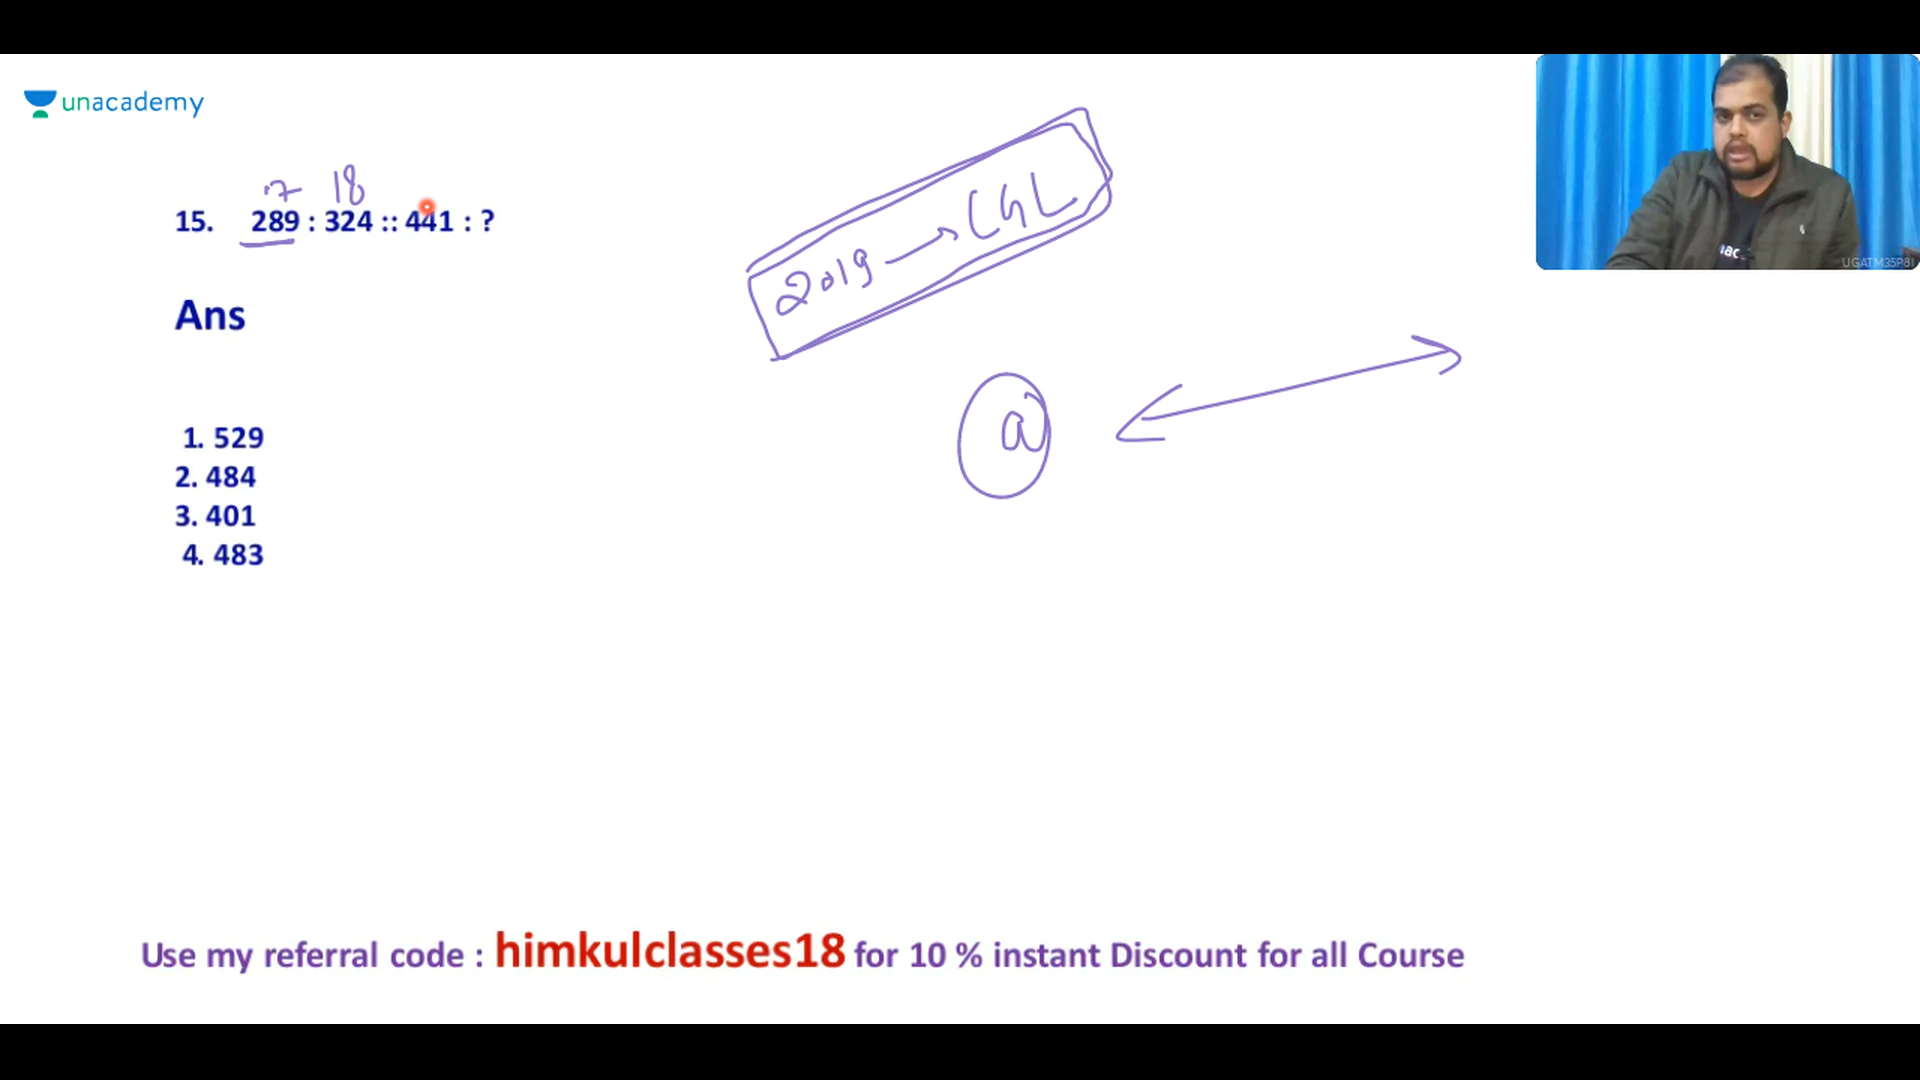 unacademy
17 18
15. 289 : 324 :: 441 : ?
2019 → CGL
Ans
a
1. 529
2. 484
3. 401
4. 483
Use my referral code : himkulclasses18 for 10 % instant Discount for all Course
UGATM35P8I